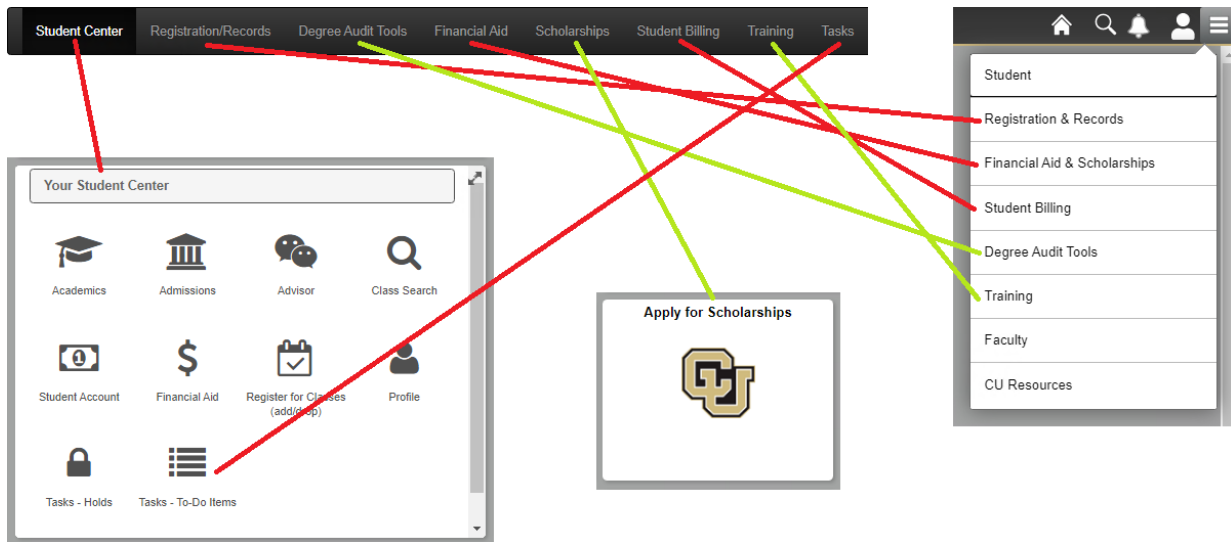 Student Center Registration/Records Degree Audit Tools Financial Aid Scholarships Student Billing Training Tasks
Student
Registration & Records
Financial Aid & Scholarships
Student Billing
Degree Audit Tools
Training
Faculty
CU Resources
Your Student Center
Academics Admissions Advisor Class Search
Student Account Financial Aid Register for Classes Profile
(add/drop)
Tasks - Holds Tasks - To-Do Items
Apply for Scholarships
CU